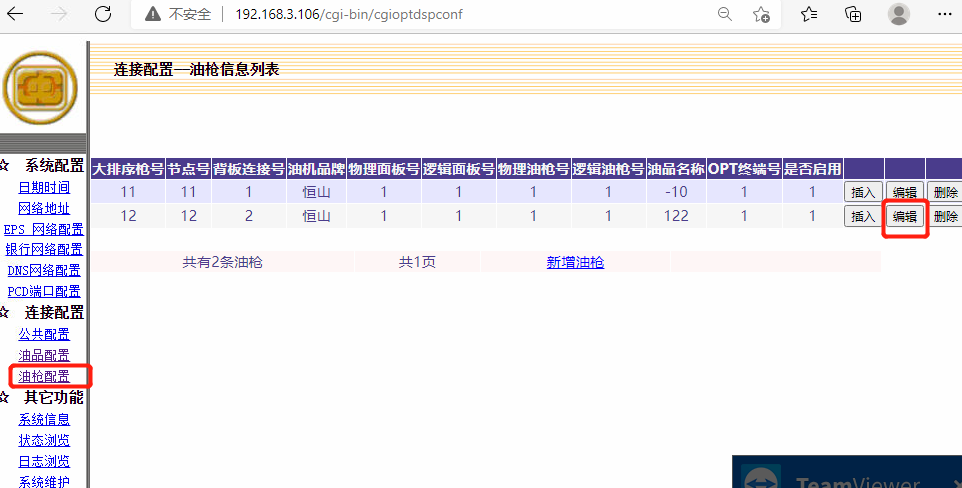 不安全 192.168.3.106/cgi-bin/cgioptdspconf
连接配置—油枪信息列表
☆ 系统配置
日期时间
网络地址
EPS 网络配置
银行网络配置
DNS网络配置
PCD端口配置
☆ 连接配置
公共配置
油品配置
油枪配置
☆ 其它功能
系统信息
状态浏览
日志浏览
系统维护
大排序枪号 节点号 背板连接号 油机品牌 物理面板号 逻辑面板号 物理油枪号 逻辑油枪号 油品名称 OPT终端号 是否启用
11 11 1 恒山 1 1 1 1 -10 1 1 插入 编辑 删除
12 12 2 恒山 1 1 1 1 122 1 1 插入 编辑 删除
共有2条油枪 共1页 新增油枪
TeamViewer